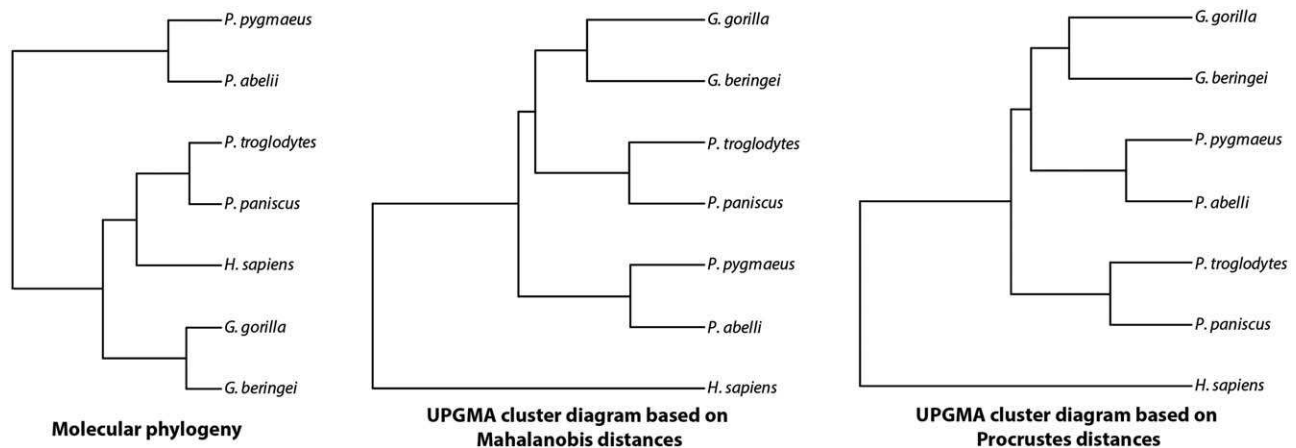 P. pygmaeus
P. abelii
P. troglodytes
P. paniscus
H. sapiens
G. gorilla
G. beringei
Molecular phylogeny
G. gorilla
G. beringei
P. troglodytes
P. paniscus
P. pygmaeus
P. abelli
H. sapiens
UPGMA cluster diagram based on
Mahalanobis distances
G. gorilla
G. beringei
P. pygmaeus
P. abelli
P. troglodytes
P. paniscus
H. sapiens
UPGMA cluster diagram based on
Procrustes distances